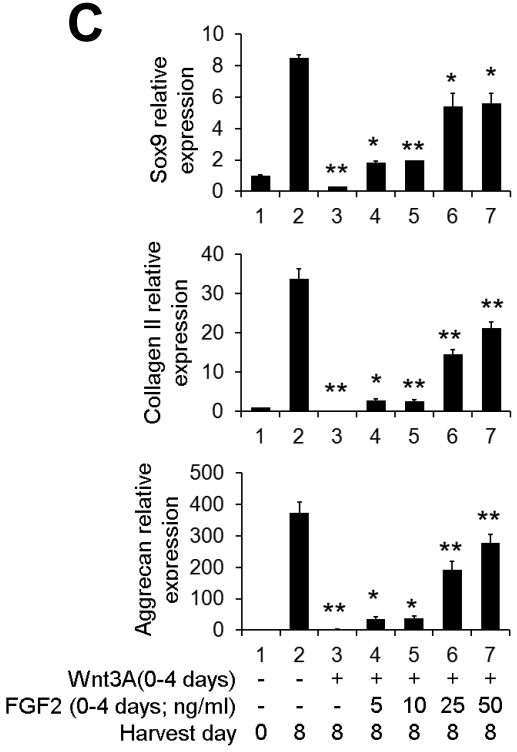 C
Sox9 relative
expression
10
8
6
4
2
0
* ** * ** * *
1 2 3 4 5 6 7
Collagen II relative
expression
40
30
20
10
0
** * ** ** **
1 2 3 4 5 6 7
Aggrecan relative
expression
500
400
300
200
100
0
** * * ** **
1 2 3 4 5 6 7
Wnt3A(0-4 days) - - + + + + +
FGF2 (0-4 days; ng/ml) - - - 5 10 25 50
Harvest day 0 8 8 8 8 8 8